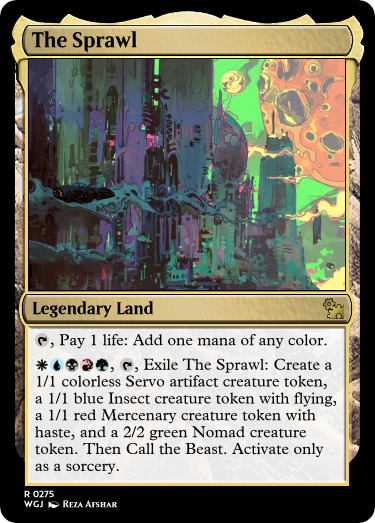 The Sprawl
Legendary Land
, Pay 1 life: Add one mana of any color.
, , Exile The Sprawl: Create a
1/1 colorless Servo artifact creature token,
a 1/1 blue Insect creature token with flying,
a 1/1 red Mercenary creature token with
haste, and a 2/2 green Nomad creature
token. Then Call the Beast. Activate only
as a sorcery.
R 0275
WGJ Reza Afshar